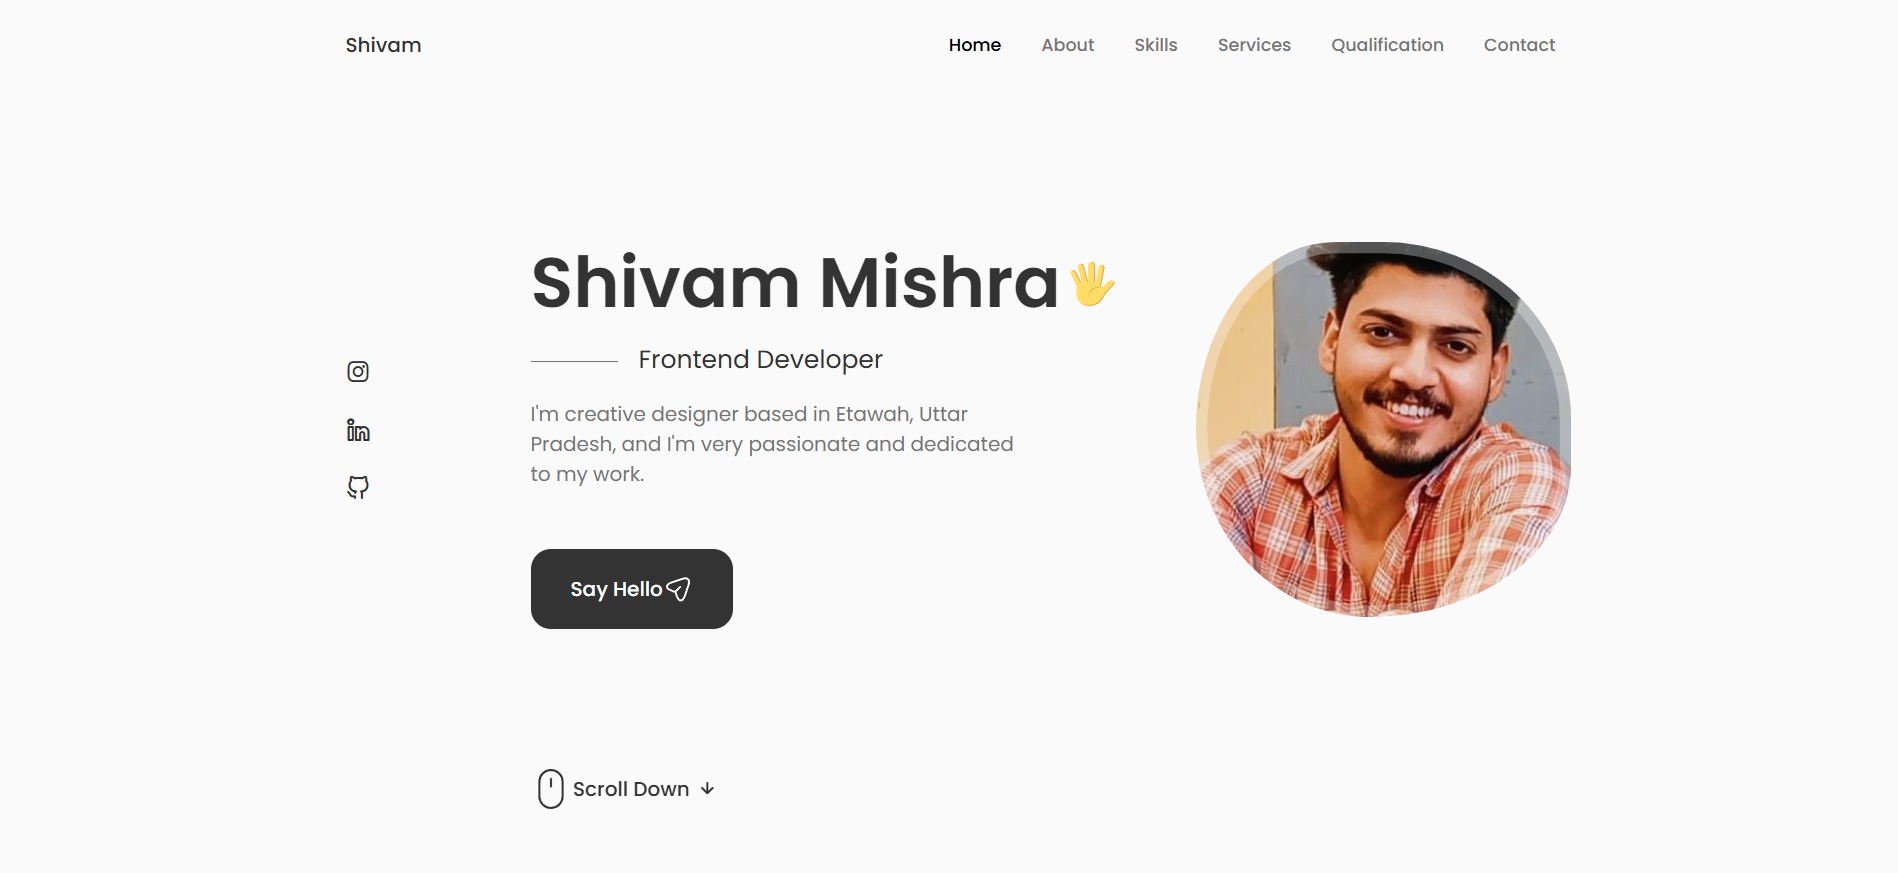 Shivam
Home About Skills Services Qualification Contact
Shivam Mishra🖐️
Frontend Developer
I'm creative designer based in Etawah, Uttar
Pradesh, and I'm very passionate and dedicated
to my work.
Say Hello
Scroll Down ↓